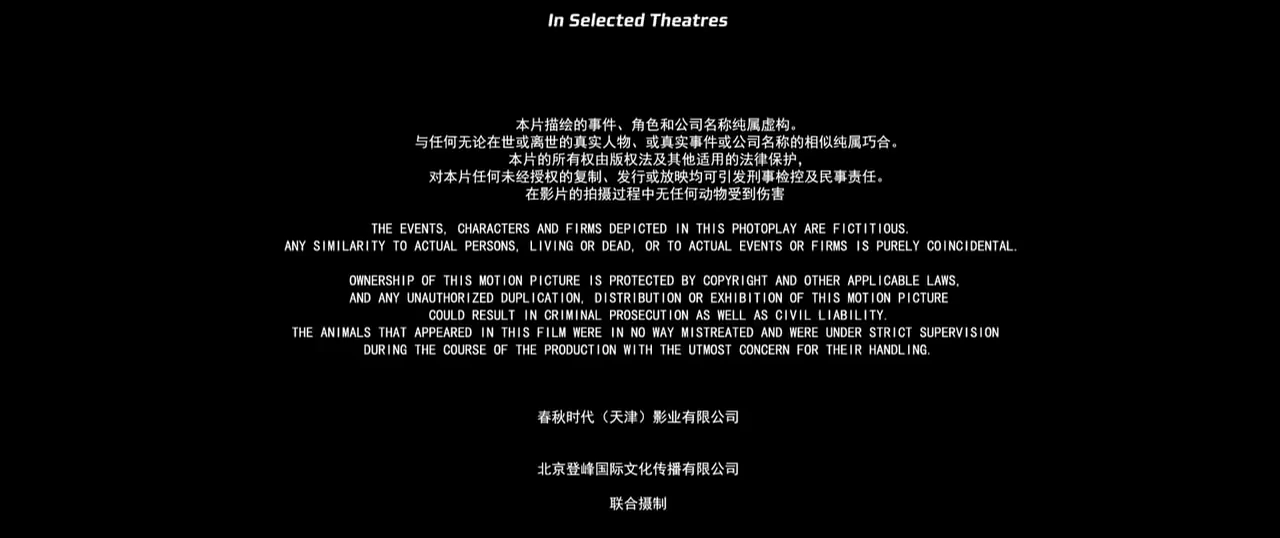 In Selected Theatres
本片描绘的事件、角色和公司名称纯属虚构。
与任何无论在世或离世的真实人物、或真实事件或公司名称的相似纯属巧合。
本片的所有权由版权法及其他适用的法律保护，
对本片任何未经授权的复制、发行或放映均可引发刑事检控及民事责任。
在影片的拍摄过程中无任何动物受到伤害
THE EVENTS, CHARACTERS AND FIRMS DEPICTED IN THIS PHOTOPLAY ARE FICTITIOUS.
ANY SIMILARITY TO ACTUAL PERSONS, LIVING OR DEAD, OR TO ACTUAL EVENTS OR FIRMS IS PURELY COINCIDENTAL.
OWNERSHIP OF THIS MOTION PICTURE IS PROTECTED BY COPYRIGHT AND OTHER APPLICABLE LAWS,
AND ANY UNAUTHORIZED DUPLICATION, DISTRIBUTION OR EXHIBITION OF THIS MOTION PICTURE
COULD RESULT IN CRIMINAL PROSECUTION AS WELL AS CIVIL LIABILITY.
THE ANIMALS THAT APPEARED IN THIS FILM WERE IN NO WAY MISTREATED AND WERE UNDER STRICT SUPERVISION
DURING THE COURSE OF THE PRODUCTION WITH THE UTMOST CONCERN FOR THEIR HANDLING.
春秋时代（天津）影业有限公司
北京登峰国际文化传播有限公司
联合摄制